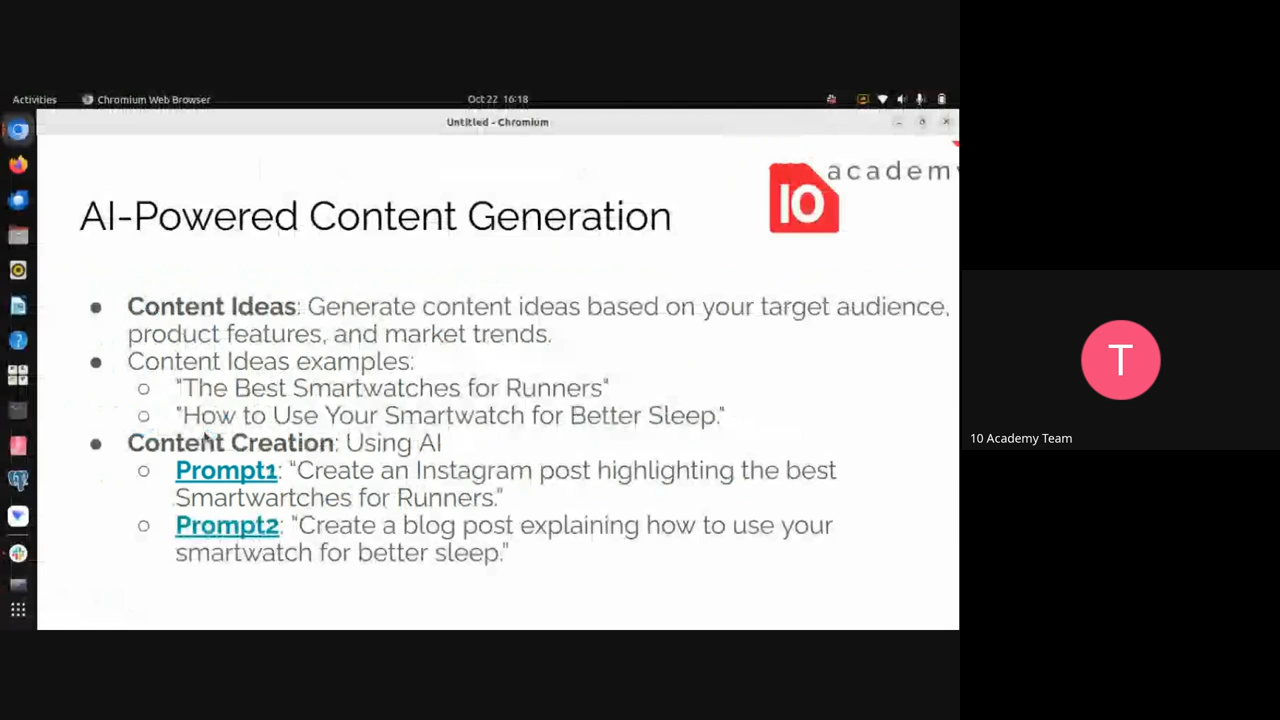 Activities Chromium Web Browser Oct 22 16:18
Untitled - Chromium
10 academy
AI-Powered Content Generation
● Content Ideas: Generate content ideas based on your target audience,
product features, and market trends.
● Content Ideas examples:
○ "The Best Smartwatches for Runners"
○ "How to Use Your Smartwatch for Better Sleep."
● Content Creation: Using AI
○ Prompt1: “Create an Instagram post highlighting the best
Smartwartches for Runners.”
○ Prompt2: “Create a blog post explaining how to use your
smartwatch for better sleep.”
T
10 Academy Team